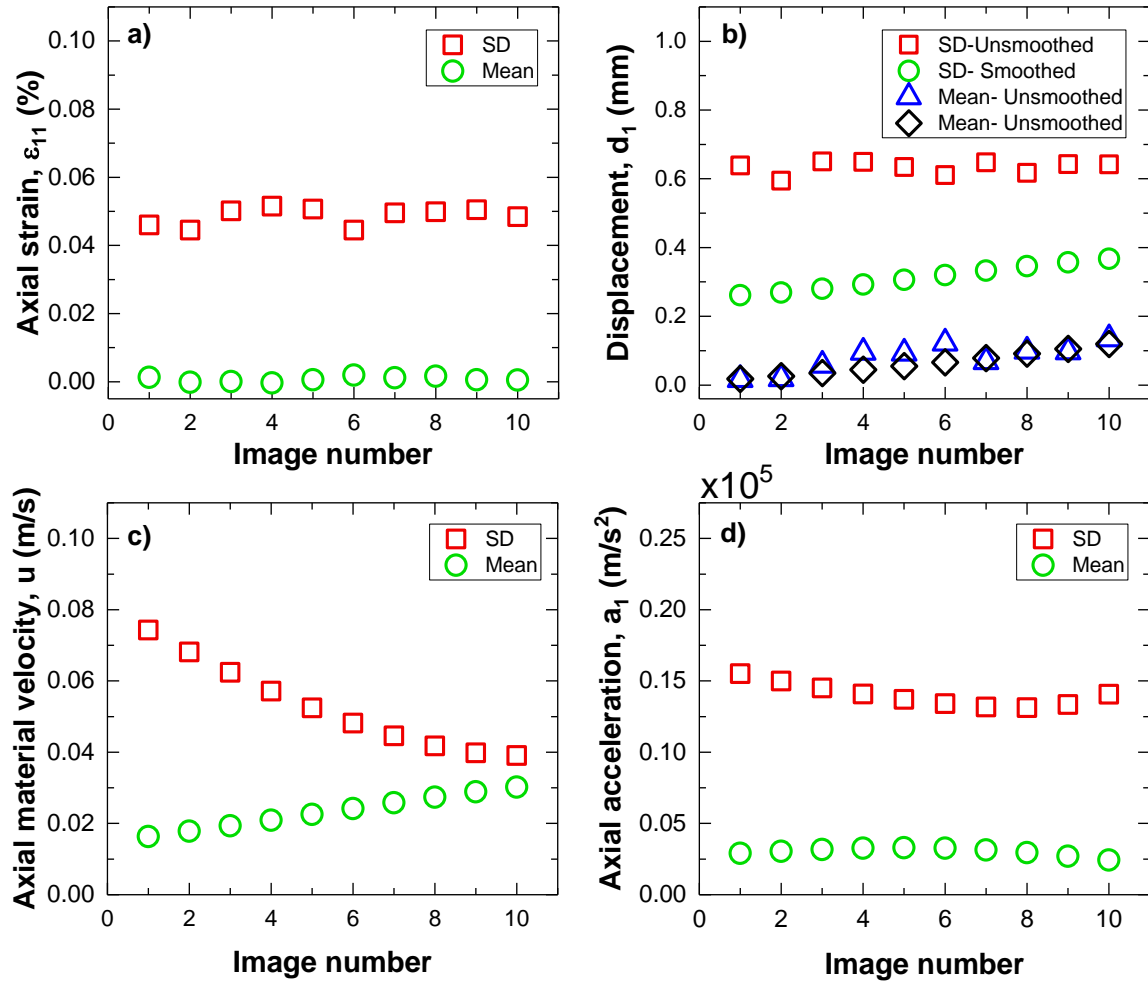 a)
SD
Mean
0.10
0.08
0.06
0.04
0.02
0.00
Axial strain, ε₁₁ (%)
0 2 4 6 8 10
Image number
b)
SD-Unsmoothed
SD- Smoothed
Mean- Unsmoothed
Mean- Unsmoothed
1.0
0.8
0.6
0.4
0.2
0.0
Displacement, d₁ (mm)
0 2 4 6 8 10
Image number
c)
SD
Mean
0.10
0.08
0.06
0.04
0.02
0.00
Axial material velocity, u (m/s)
0 2 4 6 8 10
Image number
x10⁵
d)
SD
Mean
0.25
0.20
0.15
0.10
0.05
0.00
Axial acceleration, a₁ (m/s²)
0 2 4 6 8 10
Image number